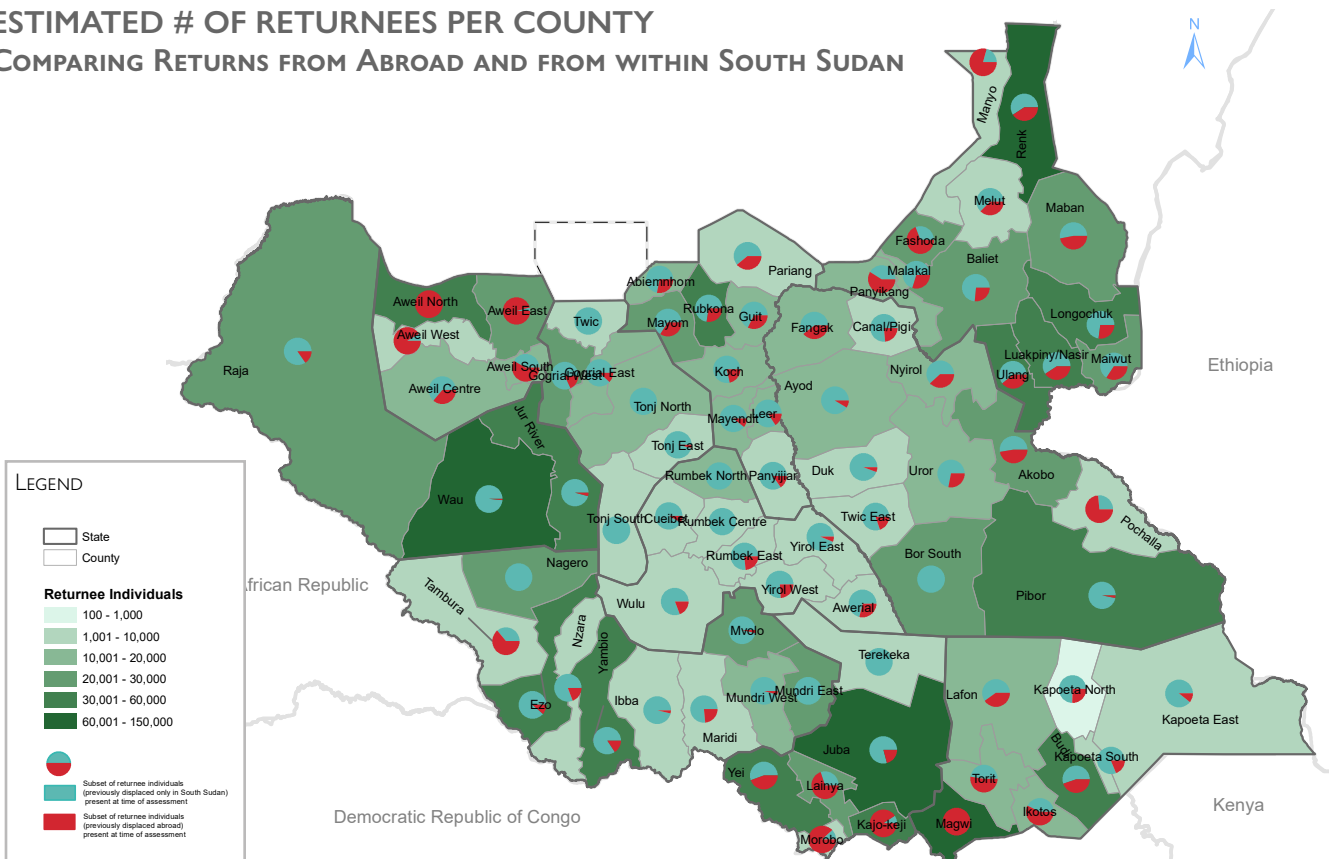 ESTIMATED # OF RETURNEES PER COUNTY
COMPARING RETURNS FROM ABROAD AND FROM WITHIN SOUTH SUDAN
N
Manyo
Renk
Melut
Maban
Fashoda
Baliet
Malakal
Panyikang
Pariang
Abiemnhom
Rubkona
Guit
Mayom
Fangak
Canal/Pigi
Longochuk
Luakpiny/Nasir
Maiwut
Ulang
Nyirol
Ethiopia
Aweil North
Aweil East
Aweil West
Twic
Aweil South
Gogrial West
Gogrial East
Aweil Centre
Raja
Koch
Ayod
Tonj North
Mayendit
Leer
Jur River
Tonj East
Rumbek North
Panyijiar
Duk
Uror
Akobo
Wau
Tonj South
Cueibet
Rumbek Centre
Twic East
Pochalla
Rumbek East
Yirol East
Bor South
Nagero
Yirol West
Pibor
African Republic
Tambura
Wulu
Awerial
Nzara
Yambio
Mvolo
Terekeka
Ezo
Ibba
Mundri West
Mundri East
Maridi
Lafon
Kapoeta North
Kapoeta East
Juba
Budi
Kapoeta South
Yei
Lainya
Torit
Ikotos
Morobo
Kajo-keji
Magwi
Kenya
Democratic Republic of Congo
LEGEND
State
County
Returnee Individuals
100 - 1,000
1,001 - 10,000
10,001 - 20,000
20,001 - 30,000
30,001 - 60,000
60,001 - 150,000
Subset of returnee individuals
(previously displaced only in South Sudan)
present at time of assessment
Subset of returnee individuals
(previously displaced abroad)
present at time of assessment